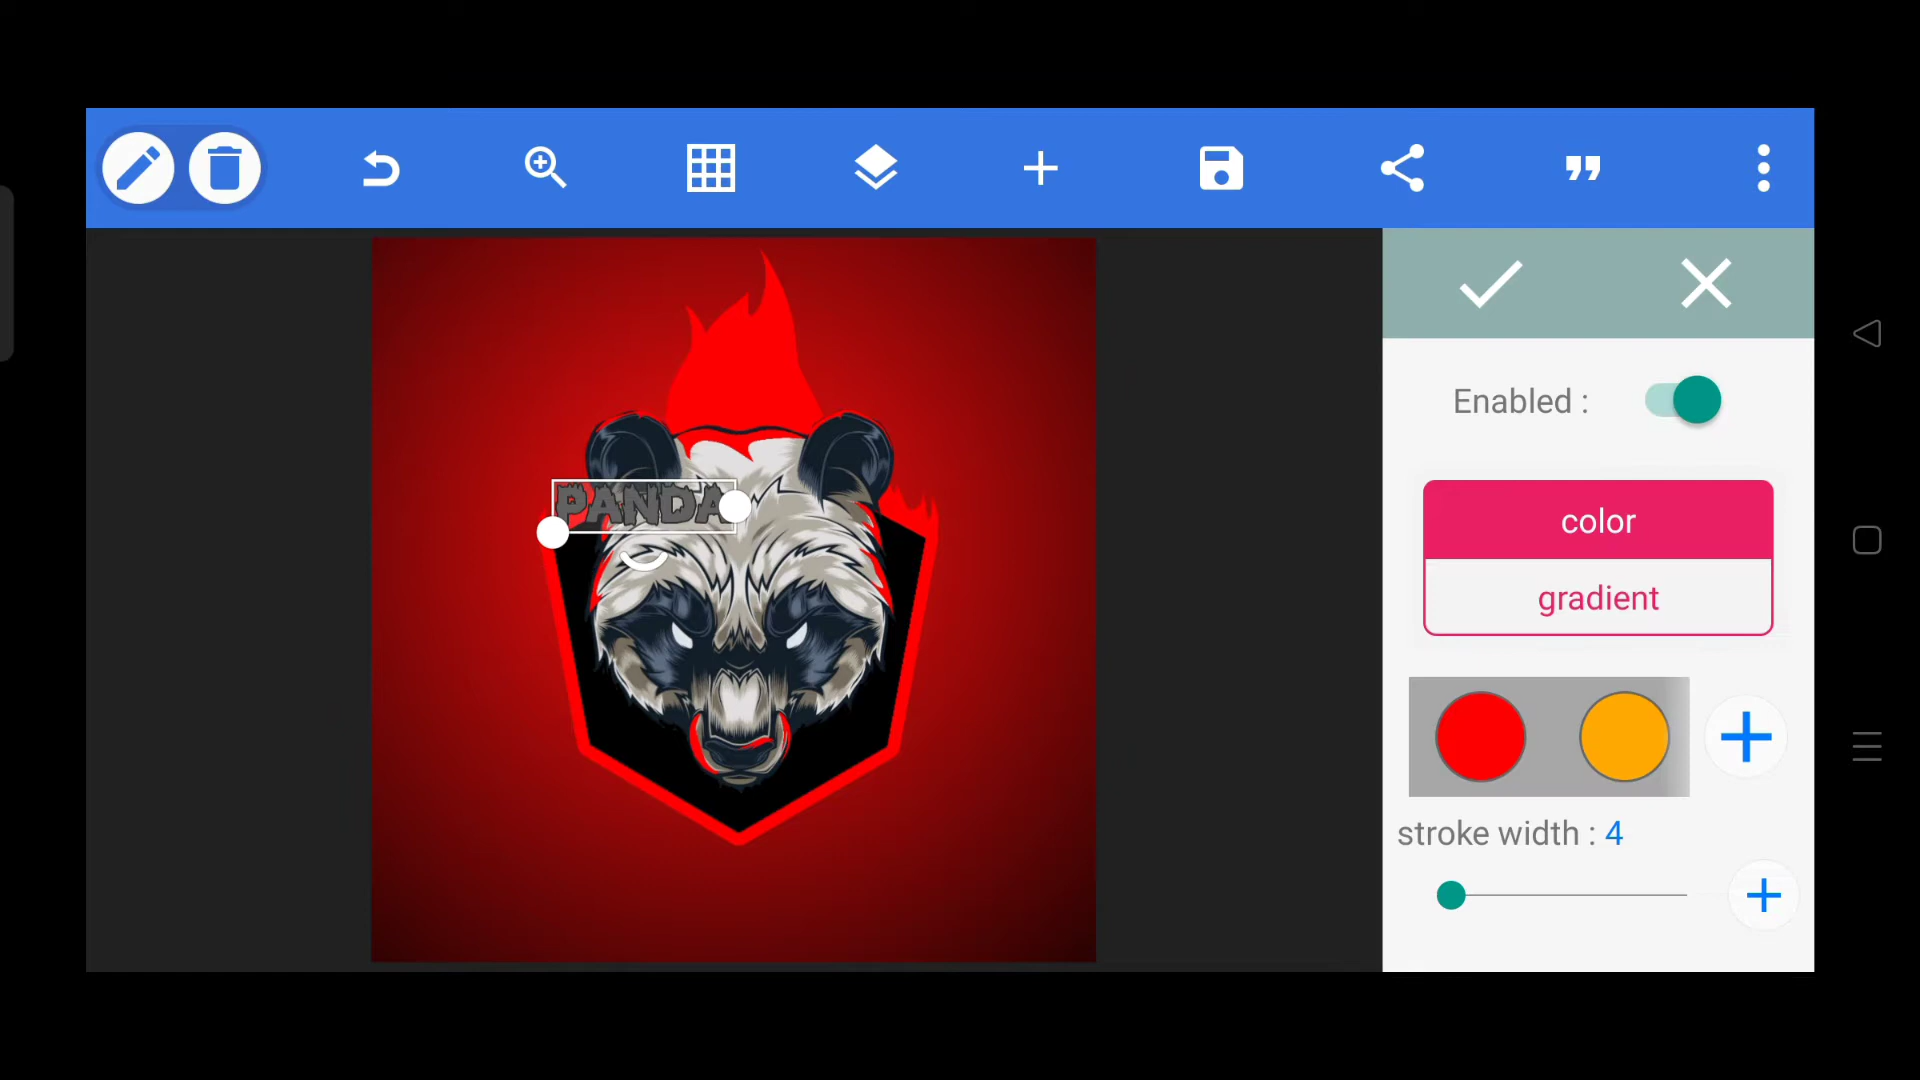 Enabled :
PANDA
color
gradient
stroke width : 4